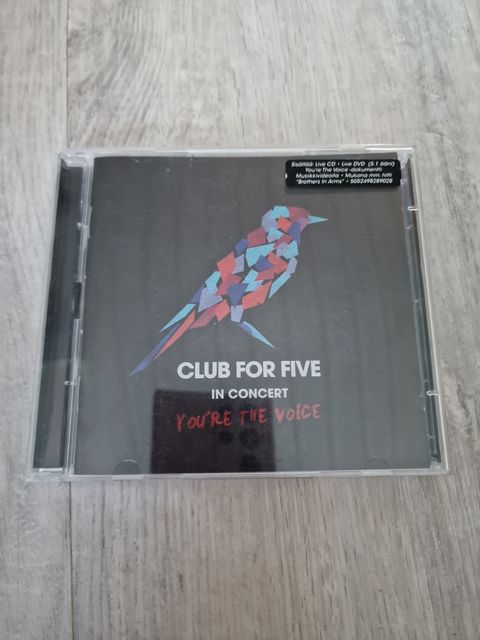 Sisältää: Live CD • Live DVD (5.1 ääni)
You're The Voice -dokumentti
Musiikkivideoita • Mukana mm. hitti
"Brothers In Arms" • 5052498289028
CLUB FOR FIVE
IN CONCERT
YOU'RE THE VOICE